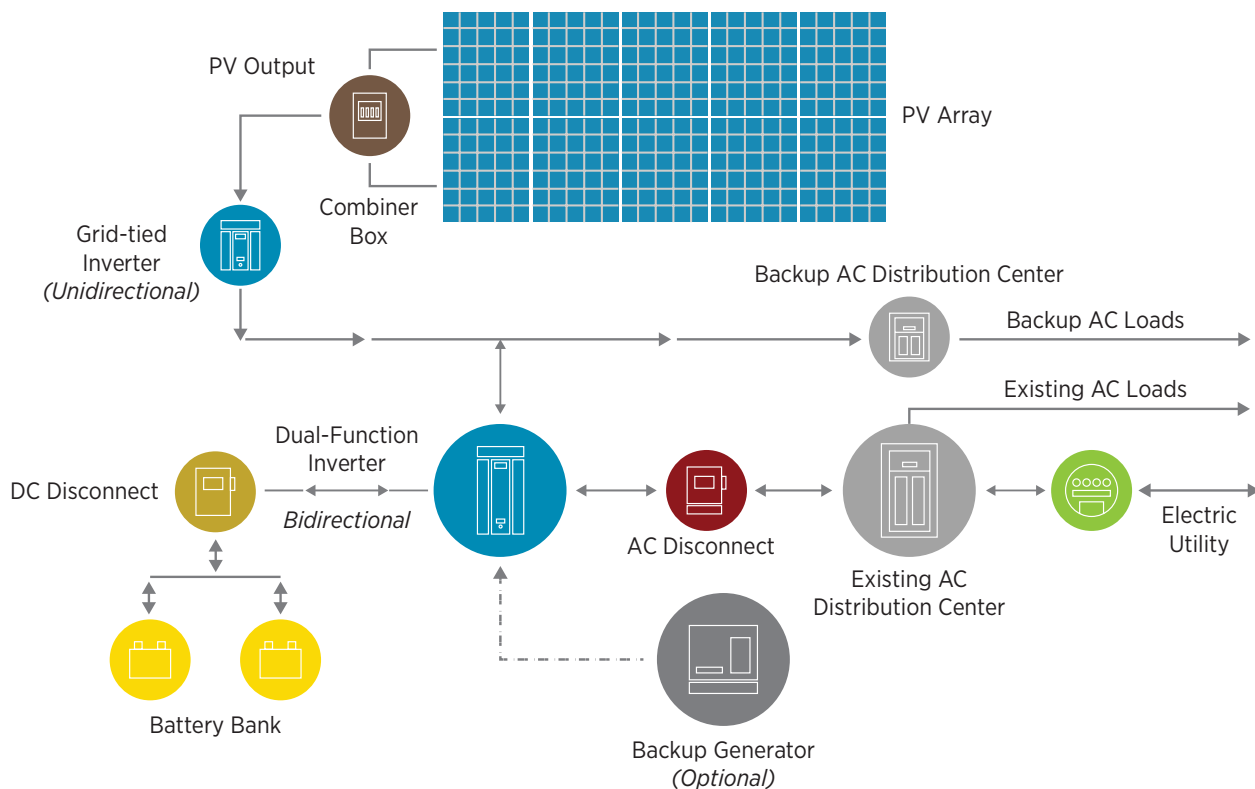 PV Output
PV Array
Combiner
Box
Grid-tied
Inverter
(Unidirectional)
Backup AC Distribution Center
Backup AC Loads
Existing AC Loads
Dual-Function
Inverter
DC Disconnect
Bidirectional
AC Disconnect
Electric
Utility
Existing AC
Distribution Center
Battery Bank
Backup Generator
(Optional)